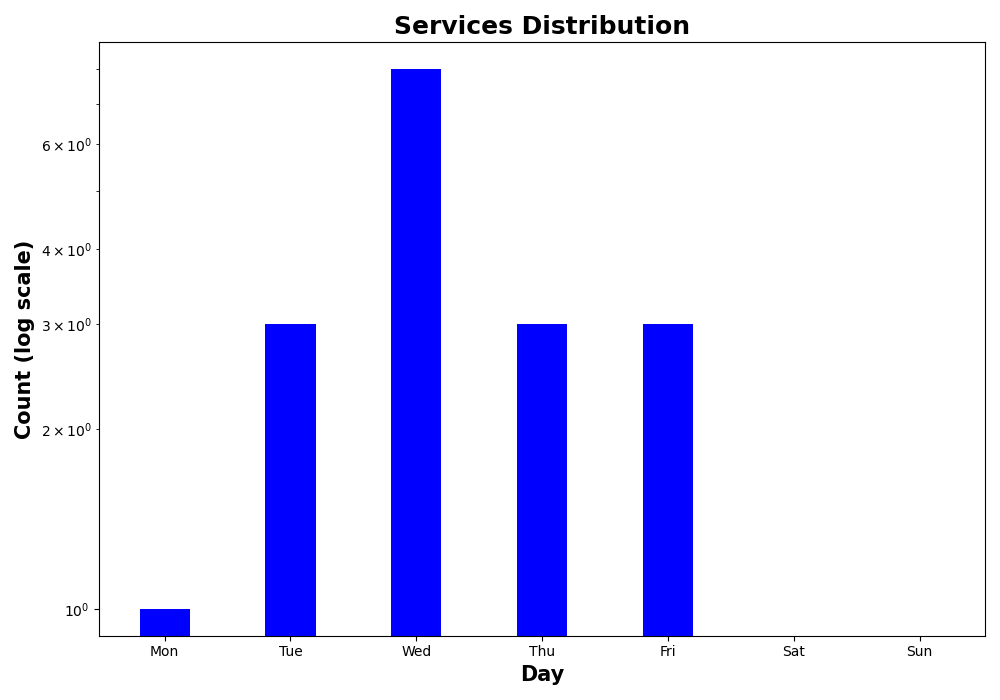 Services Distribution
Count (log scale)
6 × 10⁰
4 × 10⁰
3 × 10⁰
2 × 10⁰
10⁰
Mon Tue Wed Thu Fri Sat Sun
Day